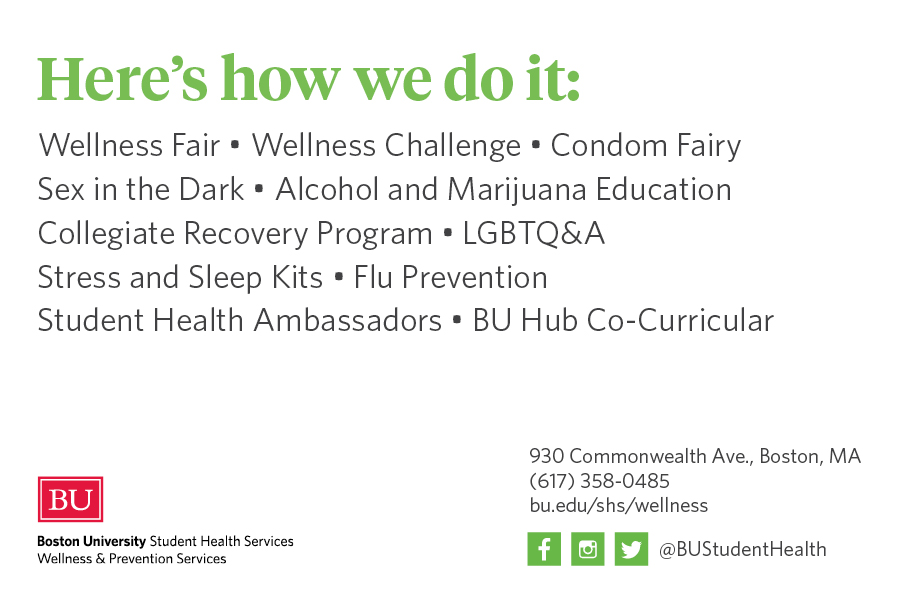 Here’s how we do it:
Wellness Fair • Wellness Challenge • Condom Fairy
Sex in the Dark • Alcohol and Marijuana Education
Collegiate Recovery Program • LGBTQ&A
Stress and Sleep Kits • Flu Prevention
Student Health Ambassadors • BU Hub Co-Curricular
930 Commonwealth Ave., Boston, MA
(617) 358-0485
bu.edu/shs/wellness
@BUStudentHealth
BU
Boston University Student Health Services
Wellness & Prevention Services